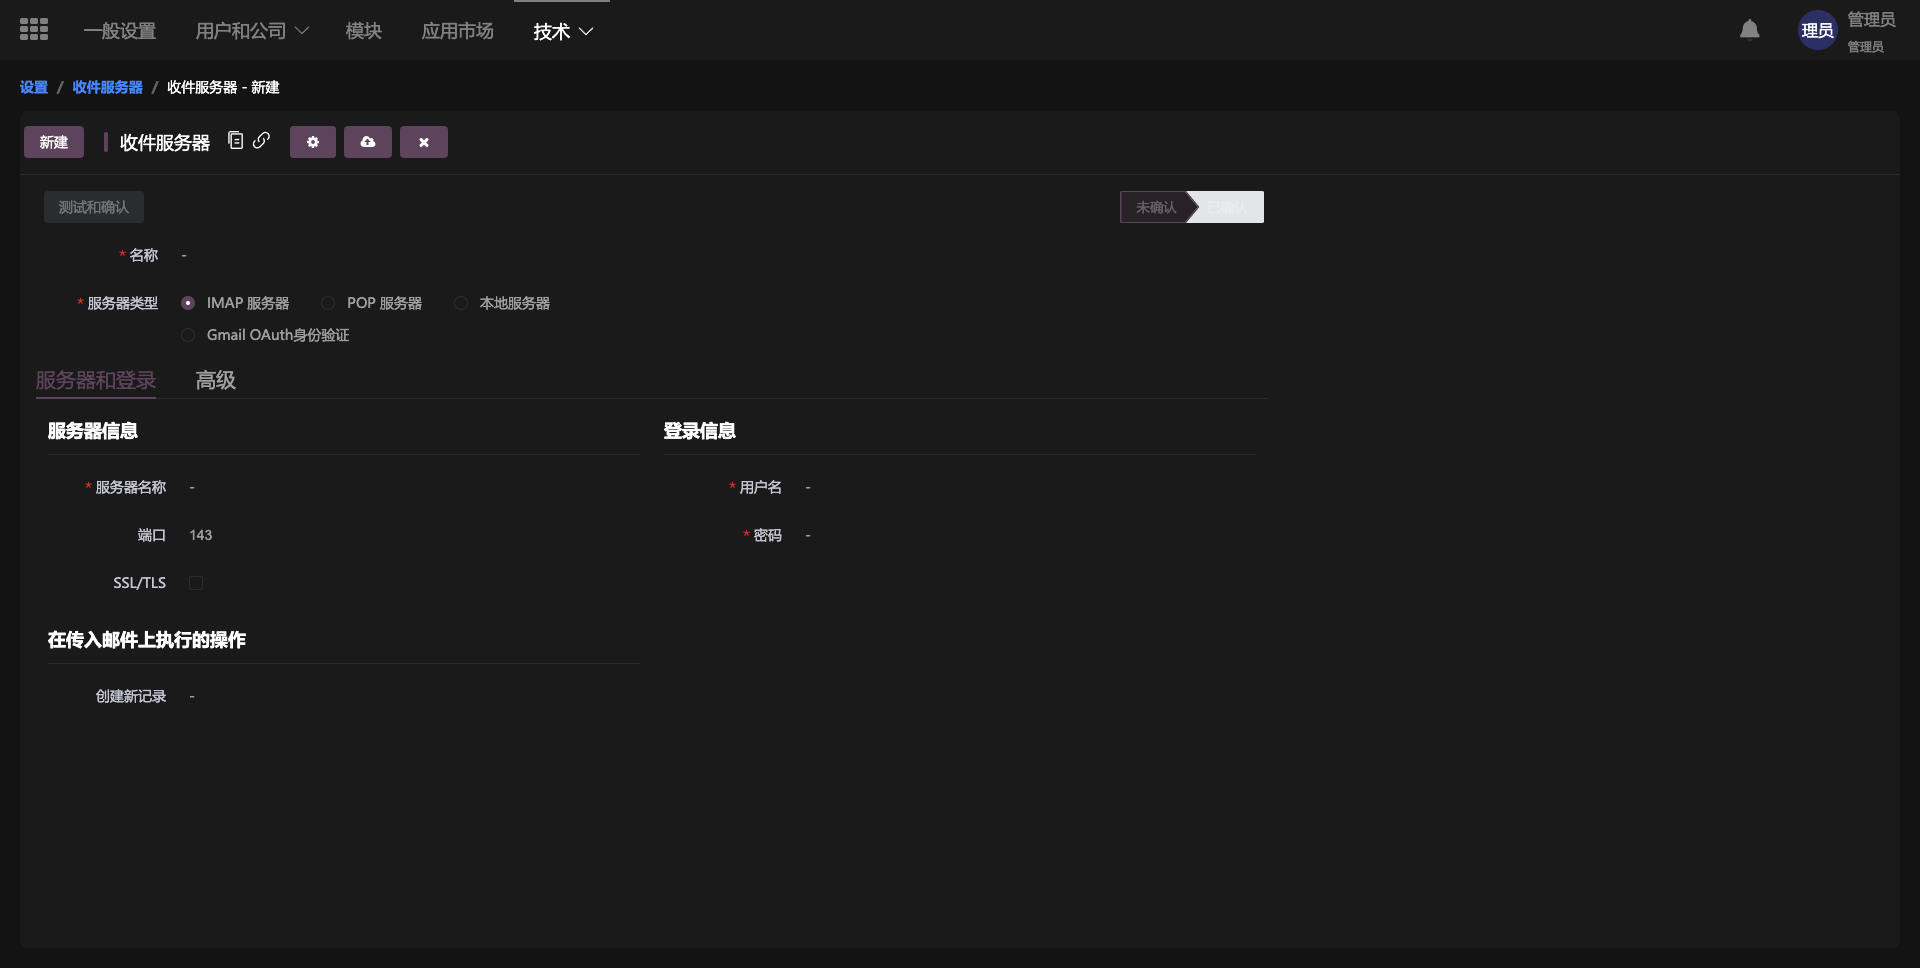 一般设置 用户和公司 模块 应用市场 技术
理员 管理员
管理员
设置 / 收件服务器 / 收件服务器 - 新建
新建 收件服务器
测试和确认 未确认 已确认
* 名称 -
* 服务器类型 IMAP 服务器 POP 服务器 本地服务器
Gmail OAuth身份验证
服务器和登录 高级
服务器信息 登录信息
* 服务器名称 - * 用户名 -
端口 143 * 密码 -
SSL/TLS
在传入邮件上执行的操作
创建新记录 -